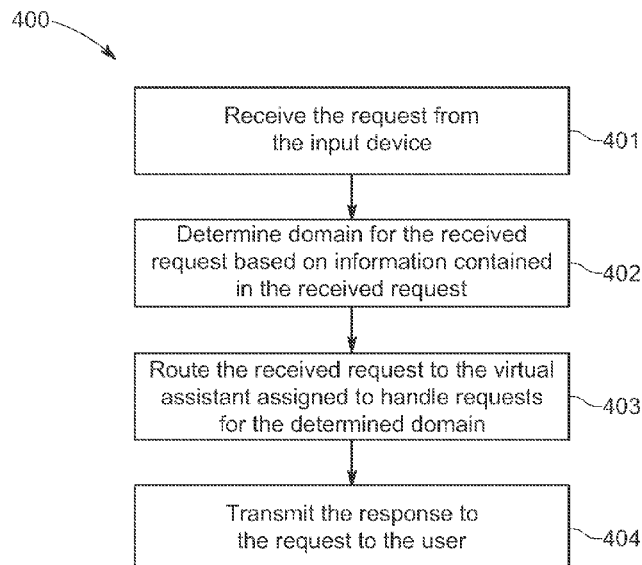 400
Receive the request from
the input device
401
Determine domain for the received
request based on information contained
in the received request
402
Route the received request to the virtual
assistant assigned to handle requests
for the determined domain
403
Transmit the response to
the request to the user
404